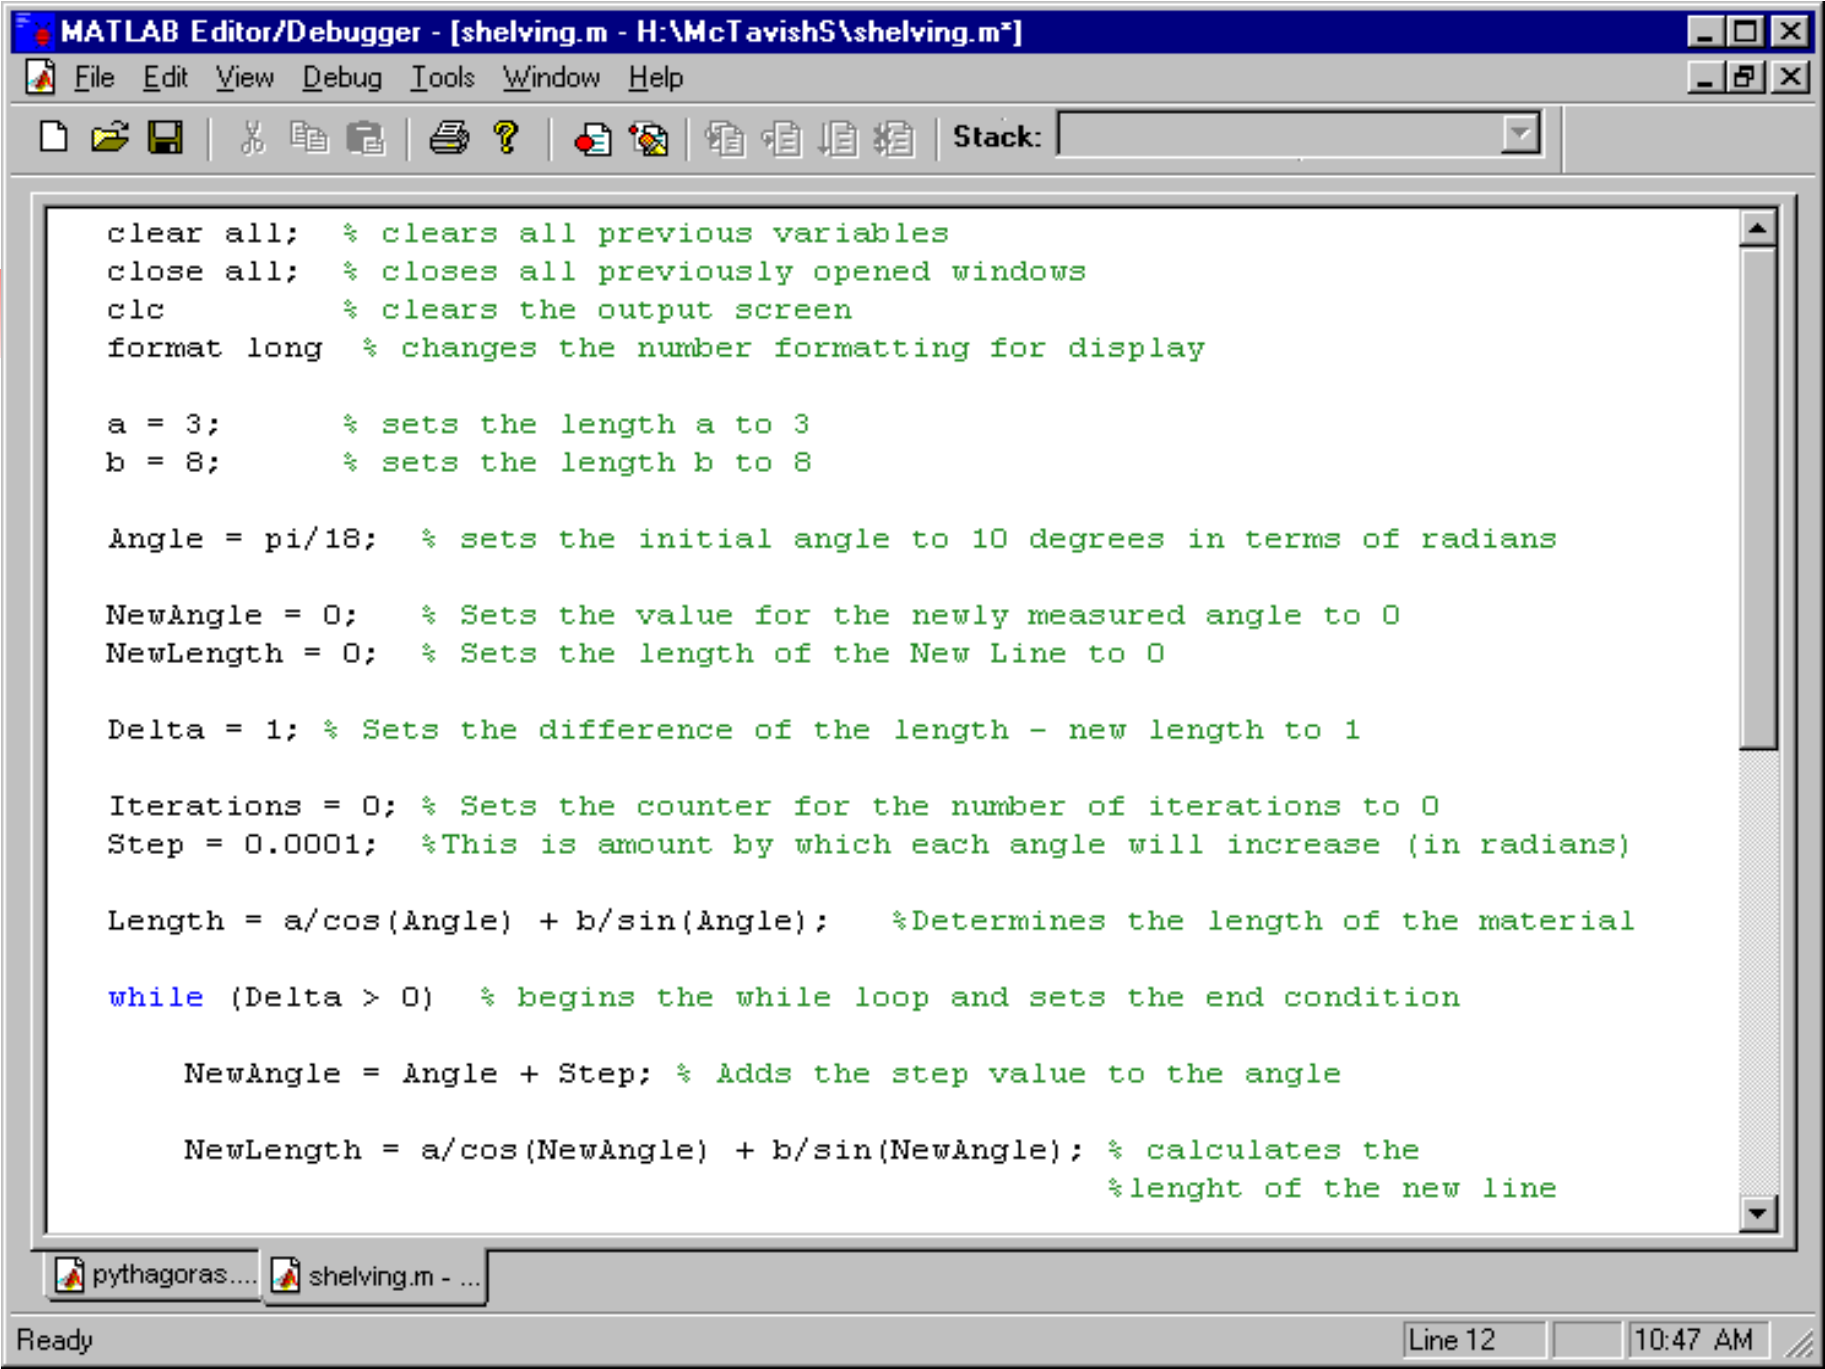 MATLAB Editor/Debugger - [shelving.m - H:\McTavishS\shelving.m*]
File Edit View Debug Tools Window Help
Stack:
clear all;  % clears all previous variables
close all;  % closes all previously opened windows
clc         % clears the output screen
format long  % changes the number formatting for display
a = 3;      % sets the length a to 3
b = 8;      % sets the length b to 8
Angle = pi/18;  % sets the initial angle to 10 degrees in terms of radians
NewAngle = 0;   % Sets the value for the newly measured angle to 0
NewLength = 0;  % Sets the length of the New Line to 0
Delta = 1; % Sets the difference of the length - new length to 1
Iterations = 0; % Sets the counter for the number of iterations to 0
Step = 0.0001;  %This is amount by which each angle will increase (in radians)
Length = a/cos(Angle) + b/sin(Angle);   %Determines the length of the material
while (Delta > 0)  % begins the while loop and sets the end condition
    NewAngle = Angle + Step; % Adds the step value to the angle
    NewLength = a/cos(NewAngle) + b/sin(NewAngle); % calculates the
                                                   %lenght of the new line
pythagoras.... shelving.m - ...
Ready Line 12 10:47 AM